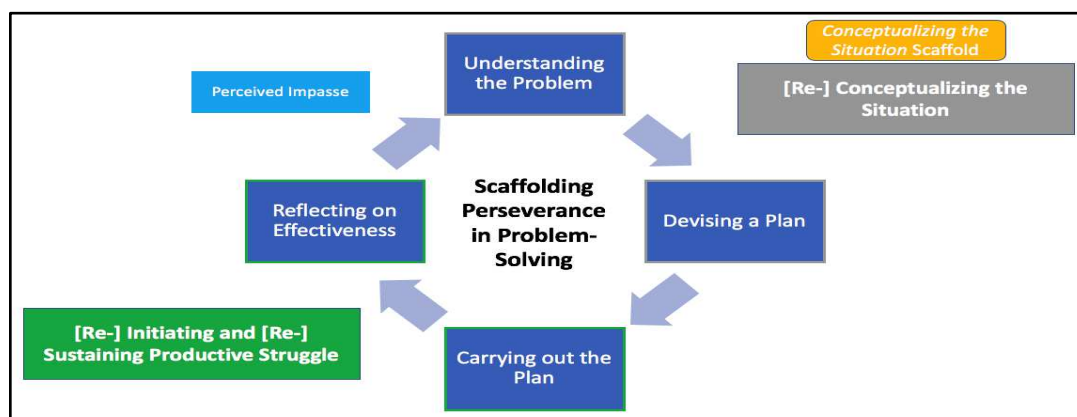 Conceptualizing the
Situation Scaffold
Understanding
the Problem
Perceived Impasse
[Re-] Conceptualizing the
Situation
Scaffolding
Perseverance
in Problem-
Solving
Reflecting on
Effectiveness
Devising a Plan
[Re-] Initiating and [Re-]
Sustaining Productive Struggle
Carrying out the
Plan